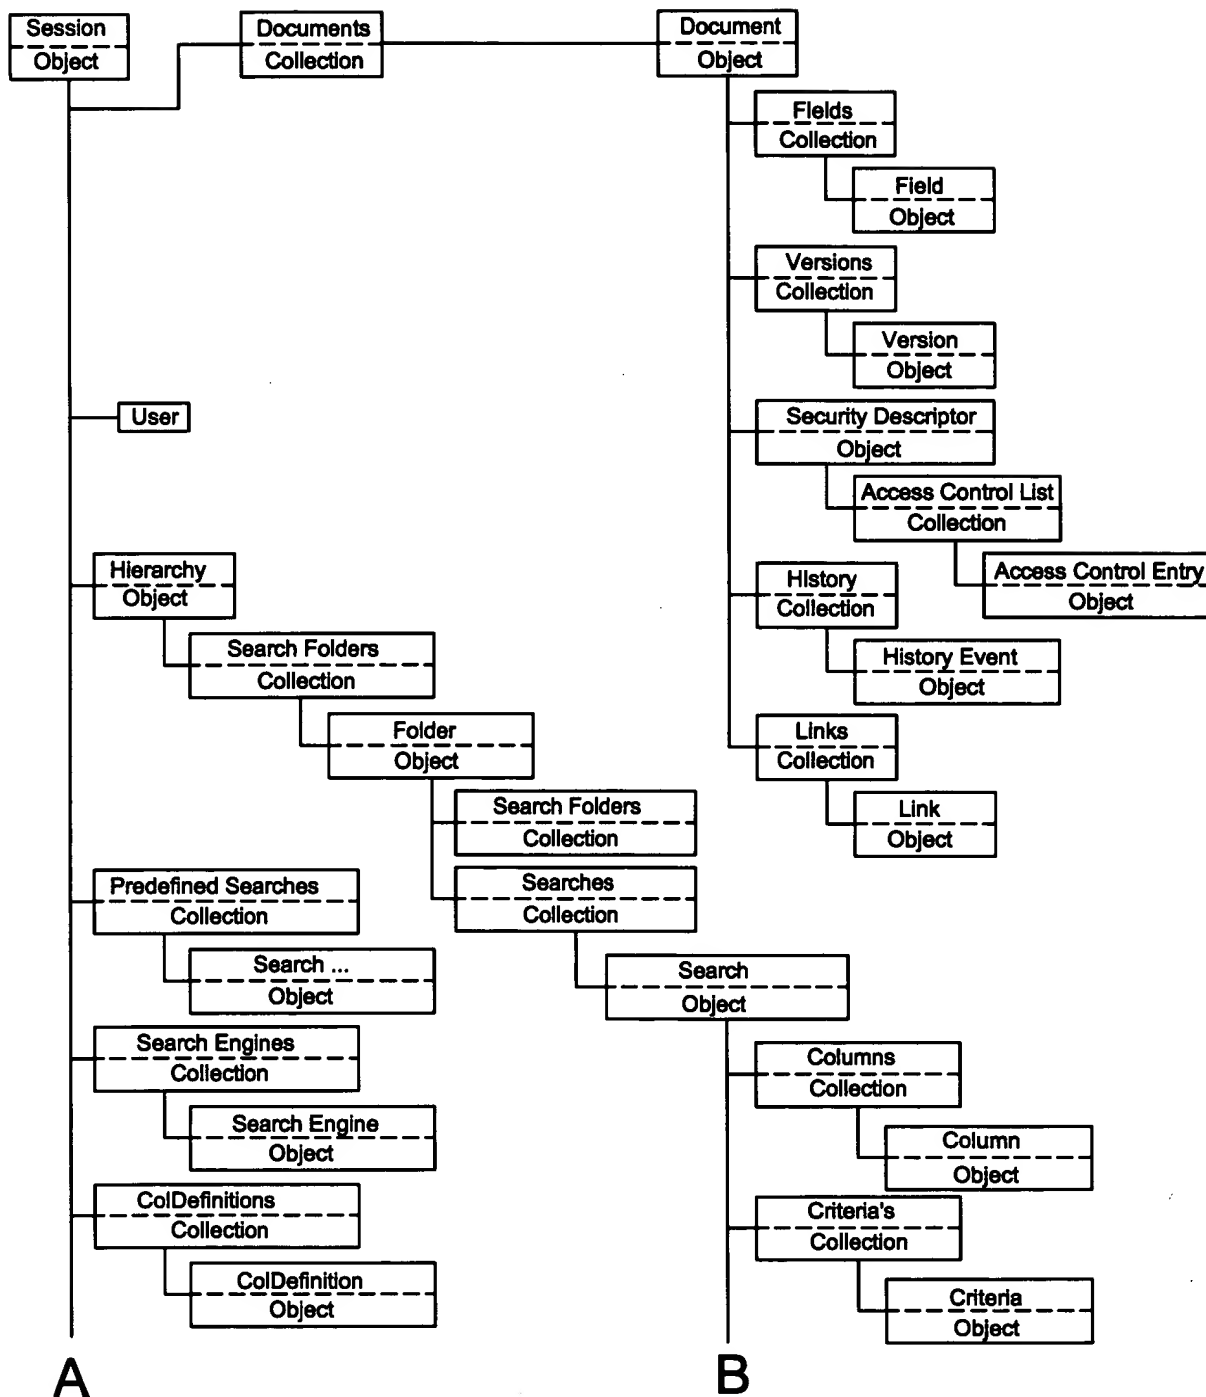 Session
Object
Documents
Collection
Document
Object
Fields
Collection
Field
Object
Versions
Collection
Version
Object
User
Security Descriptor
Object
Access Control List
Collection
Access Control Entry
Object
Hierarchy
Object
History
Collection
Search Folders
Collection
History Event
Object
Folder
Object
Links
Collection
Search Folders
Collection
Link
Object
Predefined Searches
Collection
Searches
Collection
Search ...
Object
Search
Object
Search Engines
Collection
Columns
Collection
Search Engine
Object
Column
Object
ColDefinitions
Collection
Criteria's
Collection
ColDefinition
Object
Criteria
Object
A
B